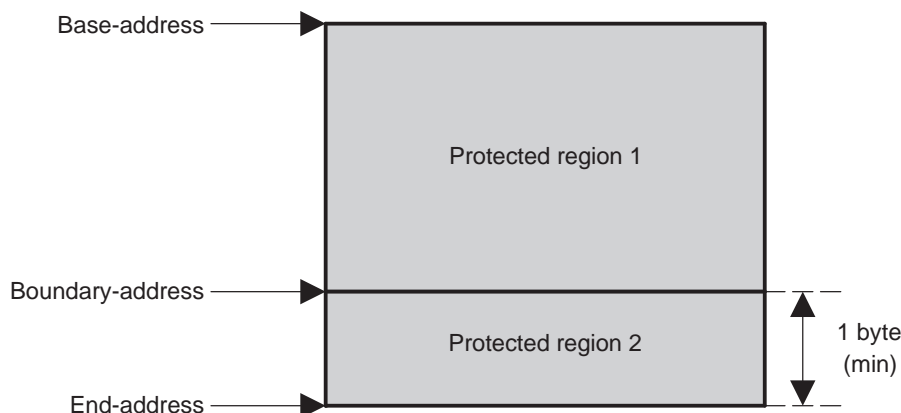 Base-address
Protected region 1
Boundary-address
Protected region 2
1 byte
(min)
End-address